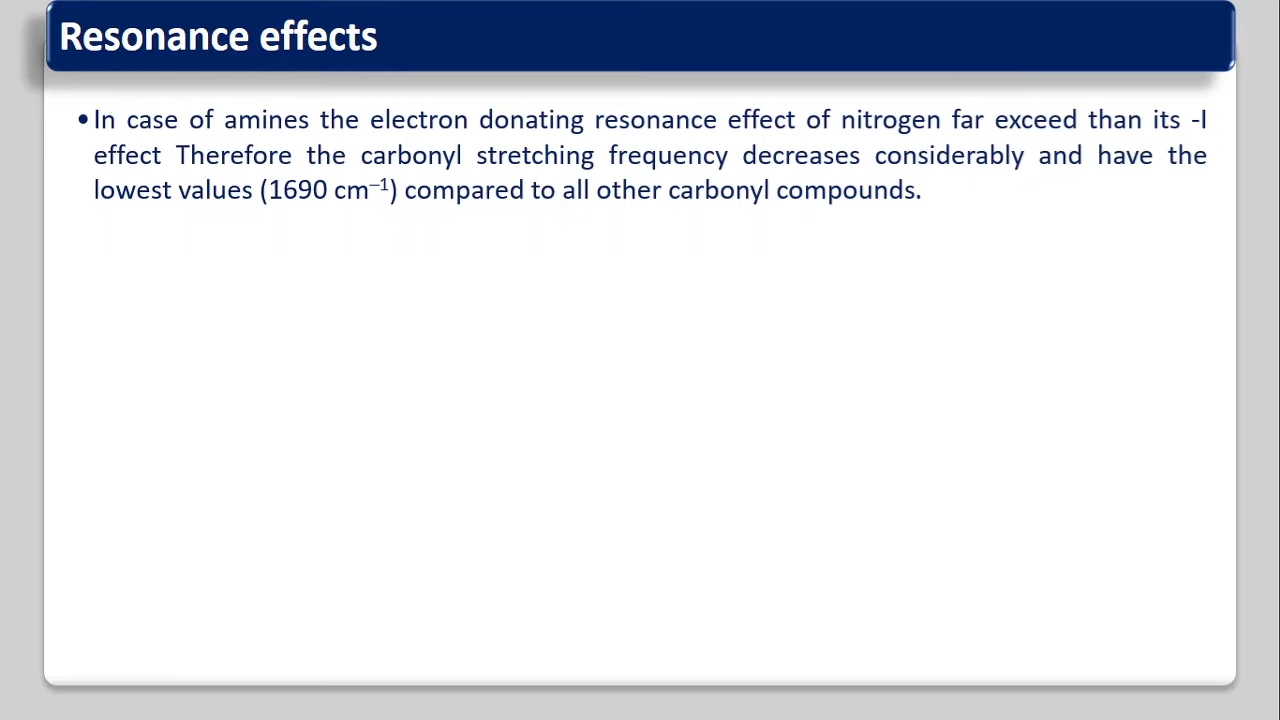 Resonance effects
•In case of amines the electron donating resonance effect of nitrogen far exceed than its -I
effect Therefore the carbonyl stretching frequency decreases considerably and have the
lowest values (1690 cm⁻¹) compared to all other carbonyl compounds.